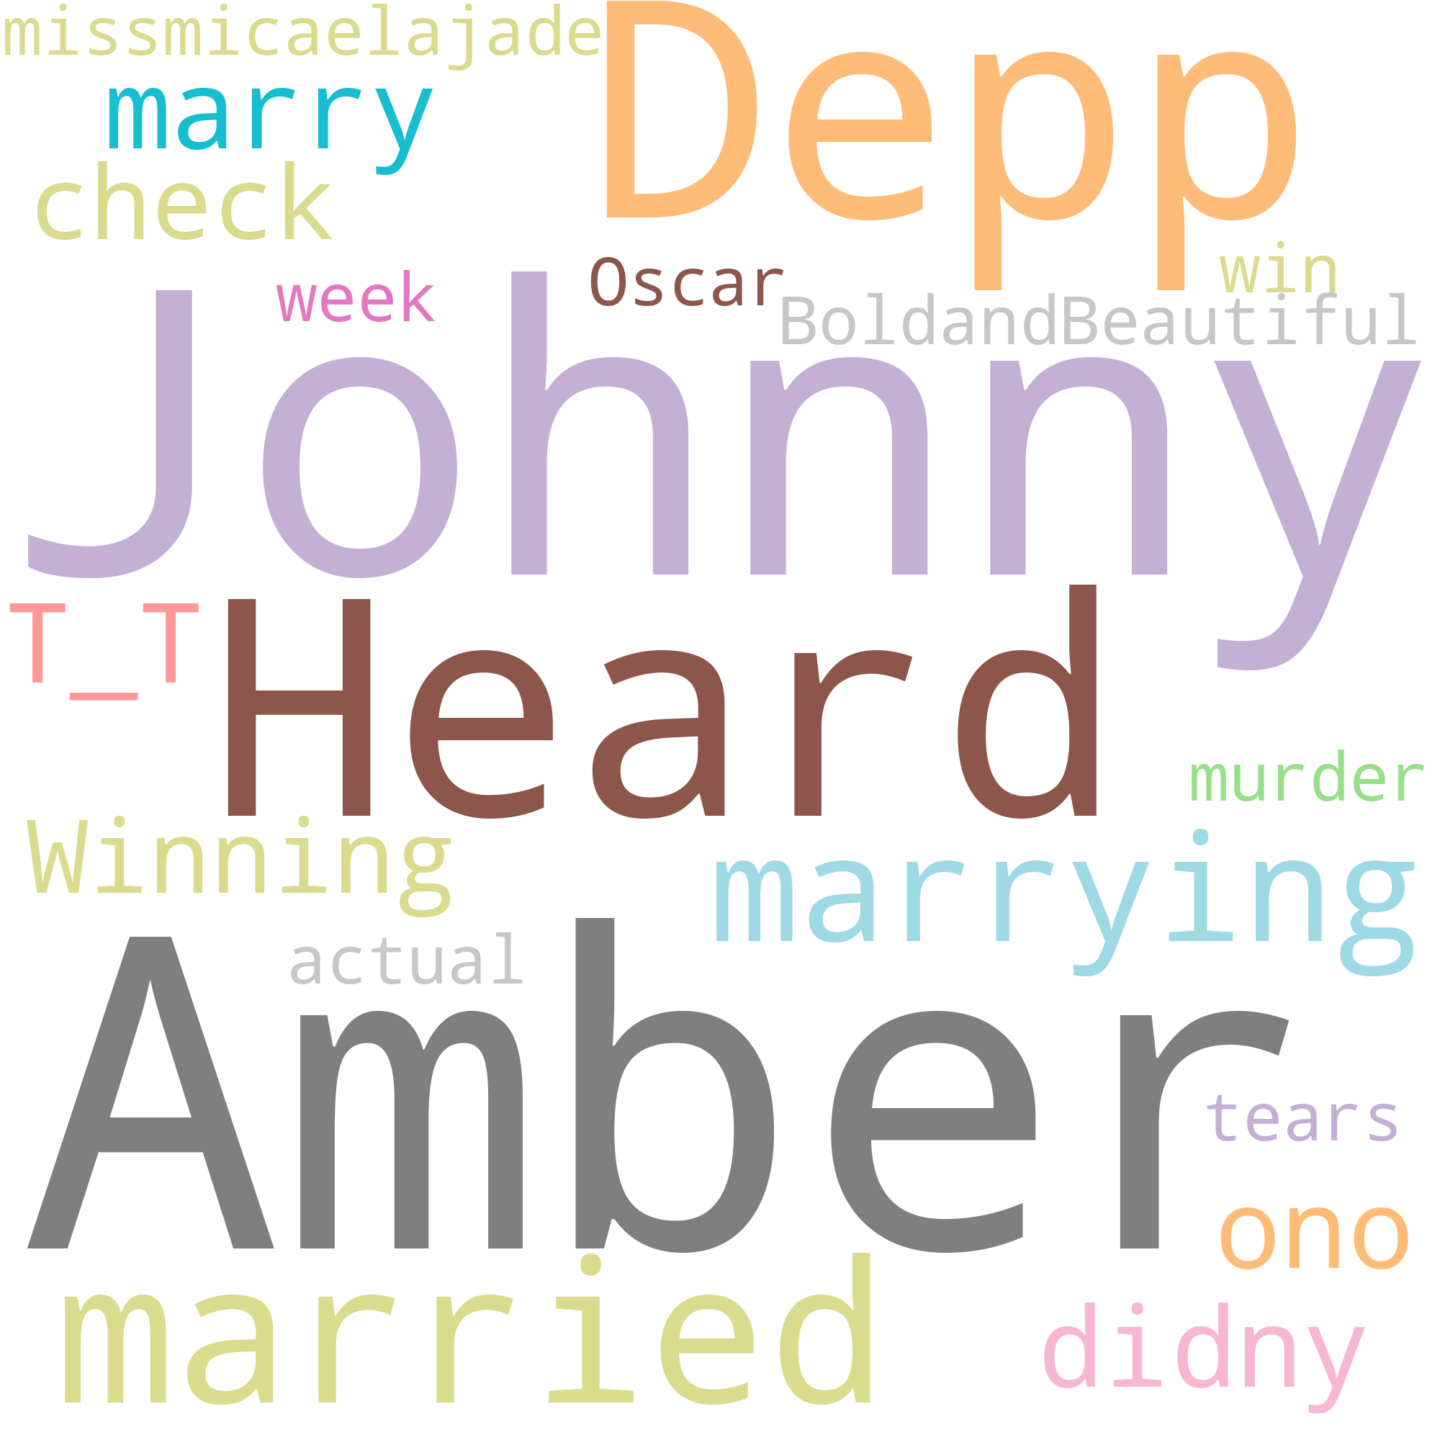 missmicaelajade
Depp
marry
check
Oscar
win
week
BoldandBeautiful
Johnny
T_T
Heard
murder
Winning
marrying
actual
Amber
tears
ono
married
didny